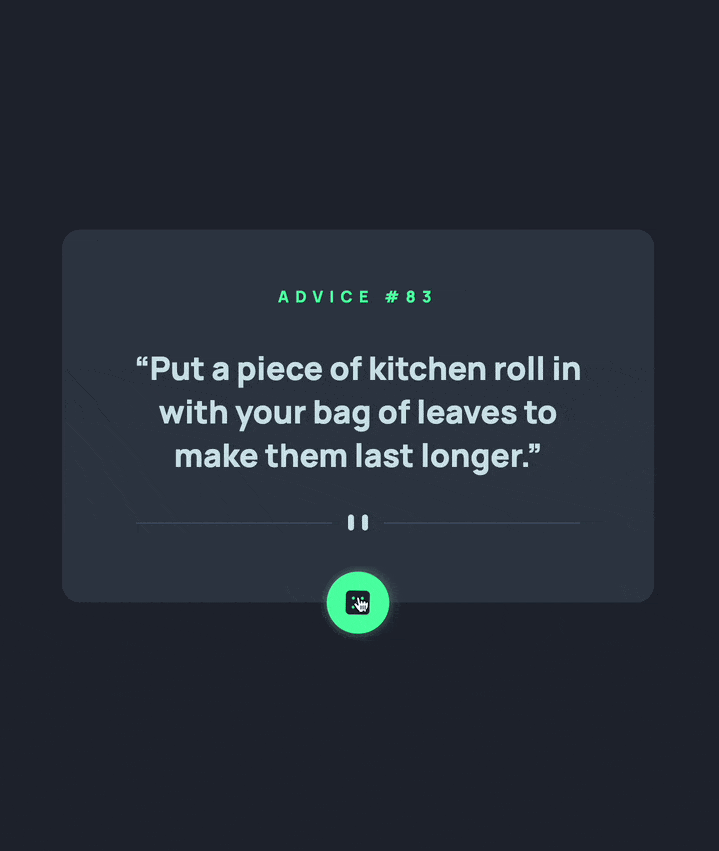 ADVICE #83
“Put a piece of kitchen roll in
with your bag of leaves to
make them last longer.”